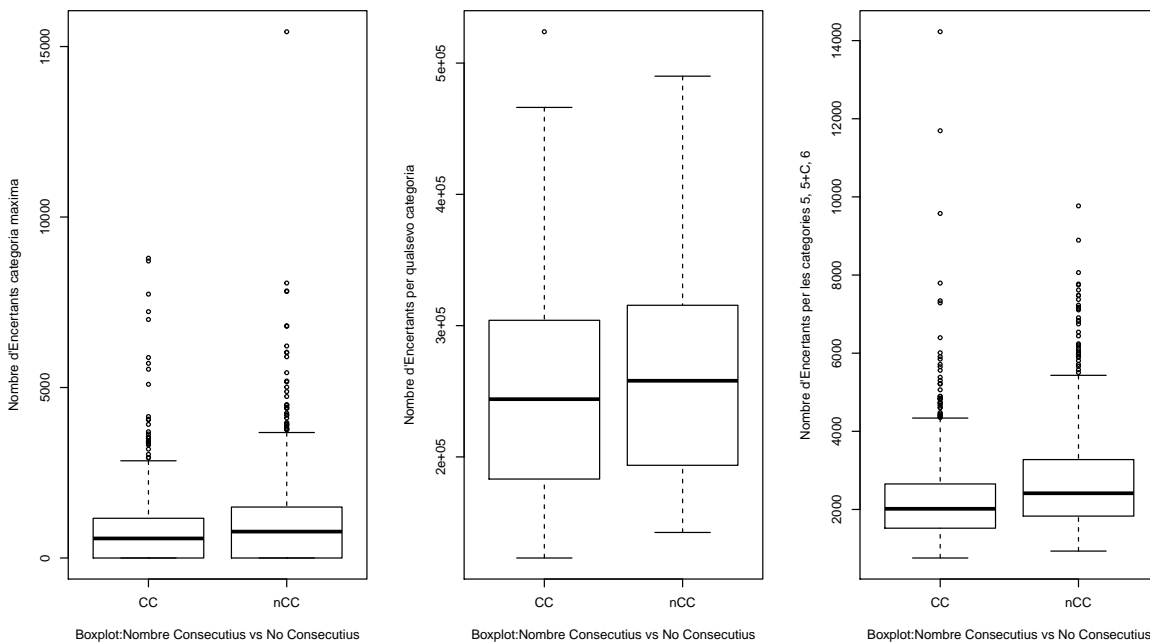 Nombre d'Encertants categoria maxima
15000
10000
5000
0
CC
nCC
Boxplot:Nombre Consecutius vs No Consecutius
Nombre d'Encertants per qualsevo categoria
5e+05
4e+05
3e+05
2e+05
CC
nCC
Boxplot:Nombre Consecutius vs No Consecutius
Nombre d'Encertants per les categories 5, 5+C, 6
14000
12000
10000
8000
6000
4000
2000
CC
nCC
Boxplot:Nombre Consecutius vs No Consecutius